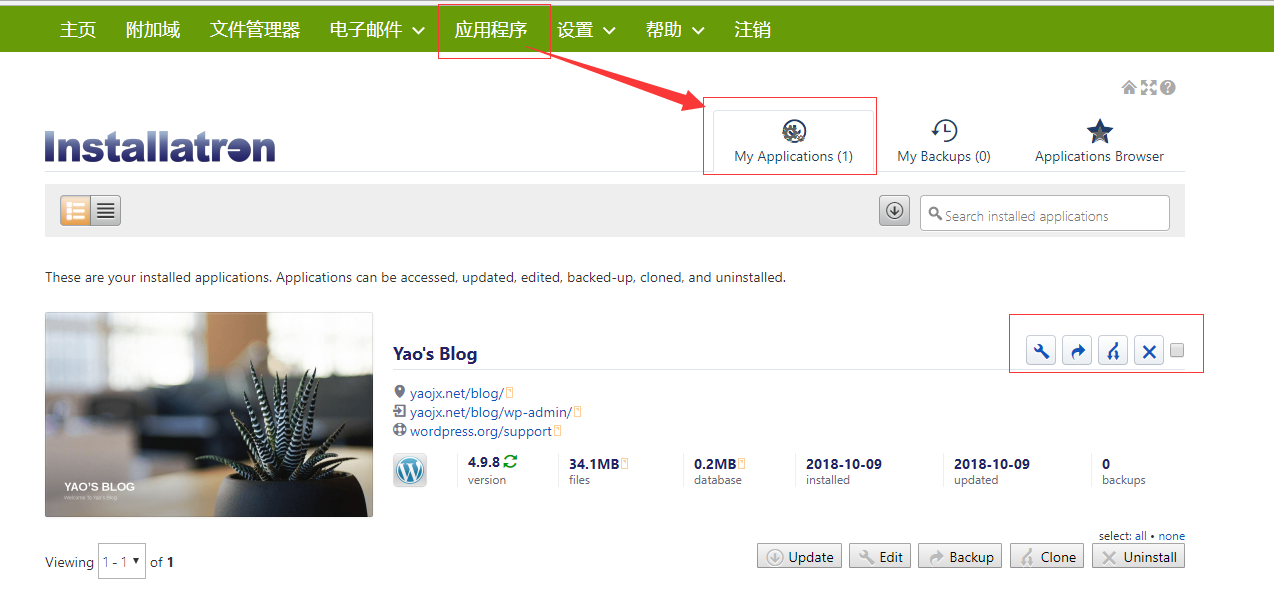 主页 附加域 文件管理器 电子邮件 应用程序 设置 帮助 注销
Installatron
My Applications (1) My Backups (0) Applications Browser
Search installed applications
These are your installed applications. Applications can be accessed, updated, edited, backed-up, cloned, and uninstalled.
Yao's Blog
yaojx.net/blog/
yaojx.net/blog/wp-admin/
wordpress.org/support
YAO'S BLOG
Welcome To Yao's Blog
4.9.8 34.1MB 0.2MB 2018-10-09 2018-10-09 0
version files database installed updated backups
select: all • none
Viewing 1 - 1 of 1 Update Edit Backup Clone Uninstall